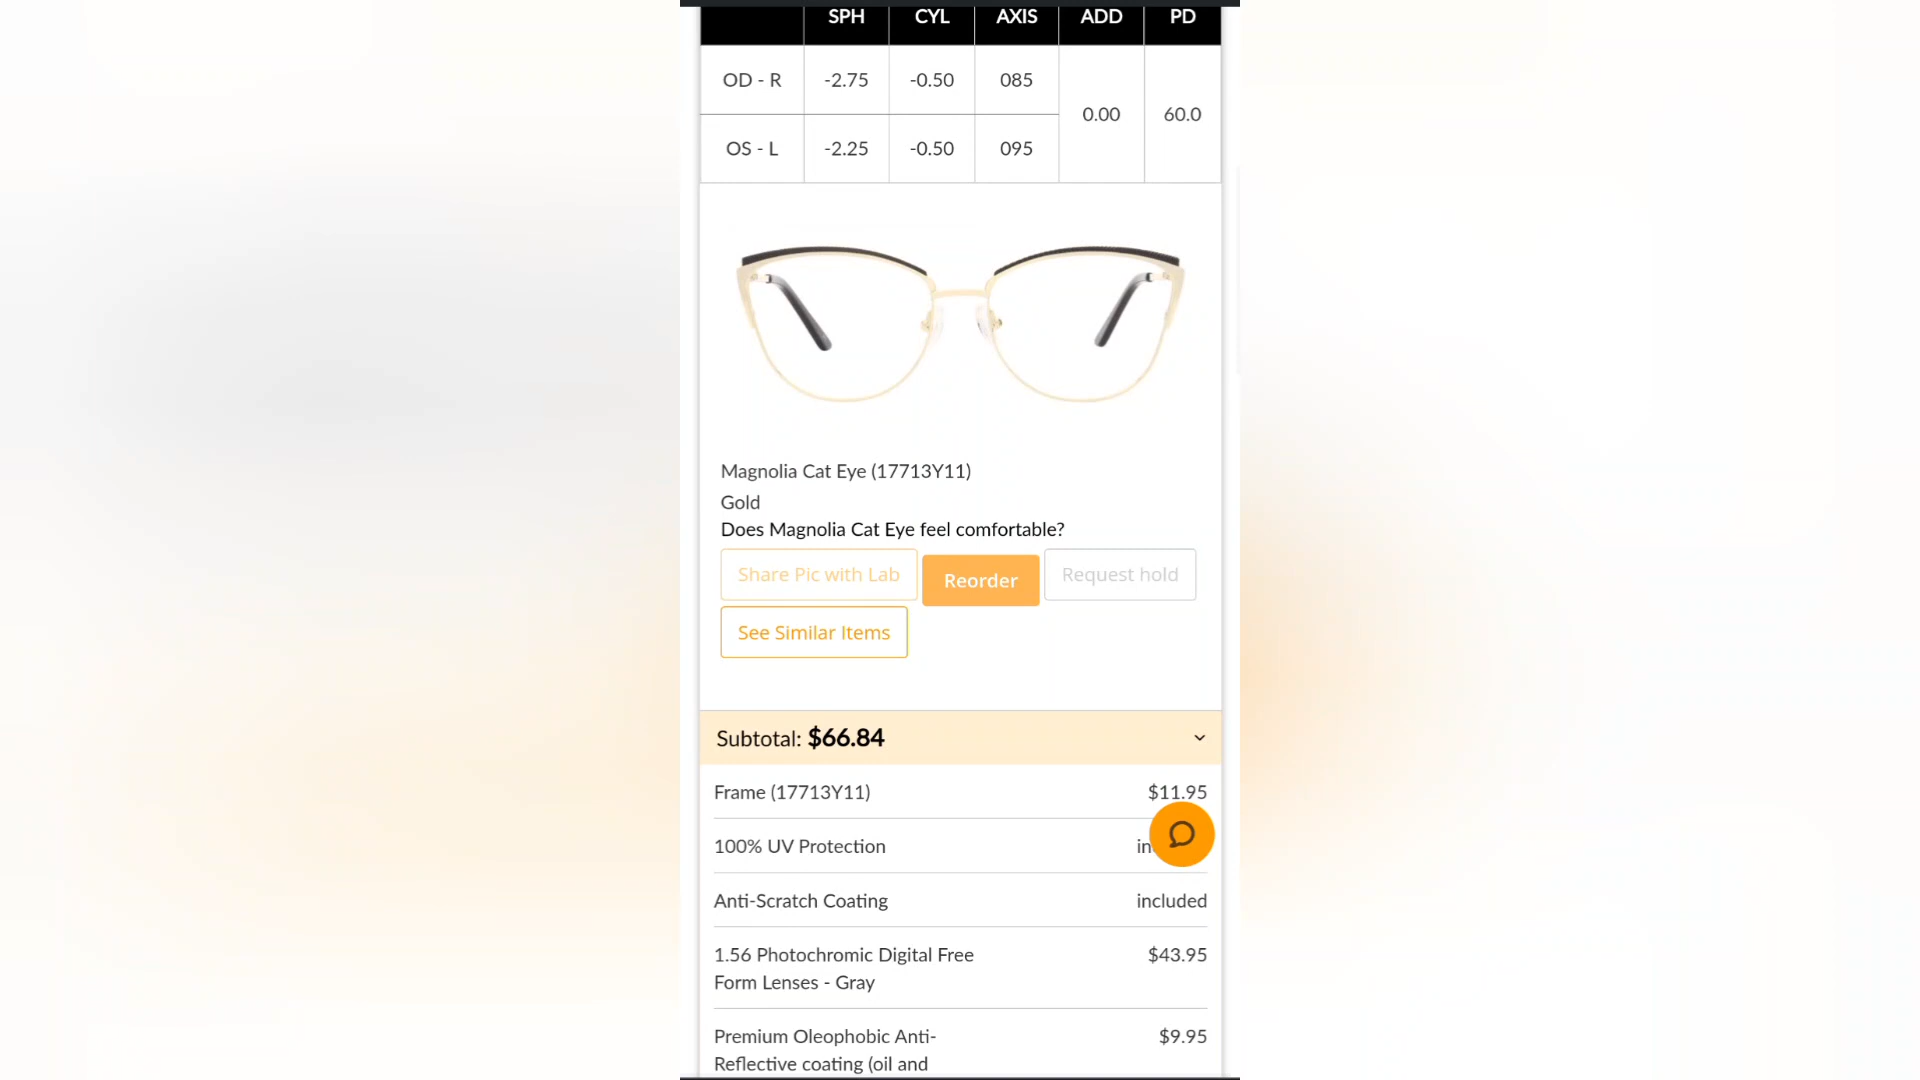 SPH CYL AXIS ADD PD
OD - R -2.75 -0.50 085
0.00 60.0
OS - L -2.25 -0.50 095
Magnolia Cat Eye (17713Y11)
Gold
Does Magnolia Cat Eye feel comfortable?
Share Pic with Lab Reorder Request hold
See Similar Items
Subtotal: $66.84
Frame (17713Y11) $11.95
100% UV Protection
Anti-Scratch Coating included
1.56 Photochromic Digital Free $43.95
Form Lenses - Gray
Premium Oleophobic Anti- $9.95
Reflective coating (oil and